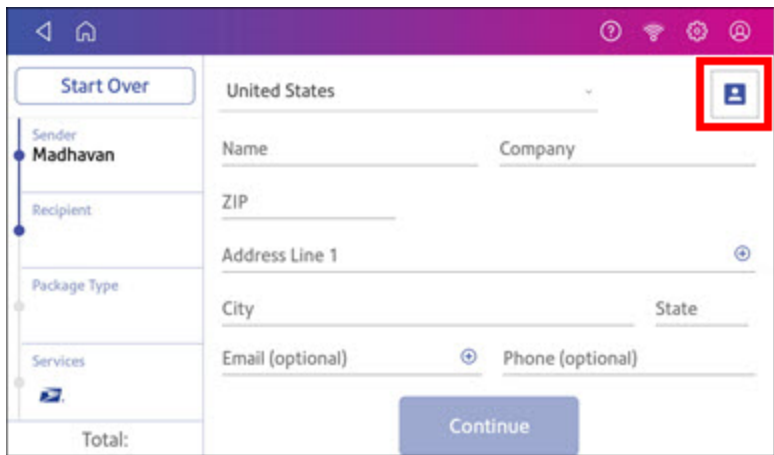 Start Over
Sender
Madhavan
Recipient
Package Type
Services
Total:
United States
Name
Company
ZIP
Address Line 1
City
State
Email (optional)
Phone (optional)
Continue